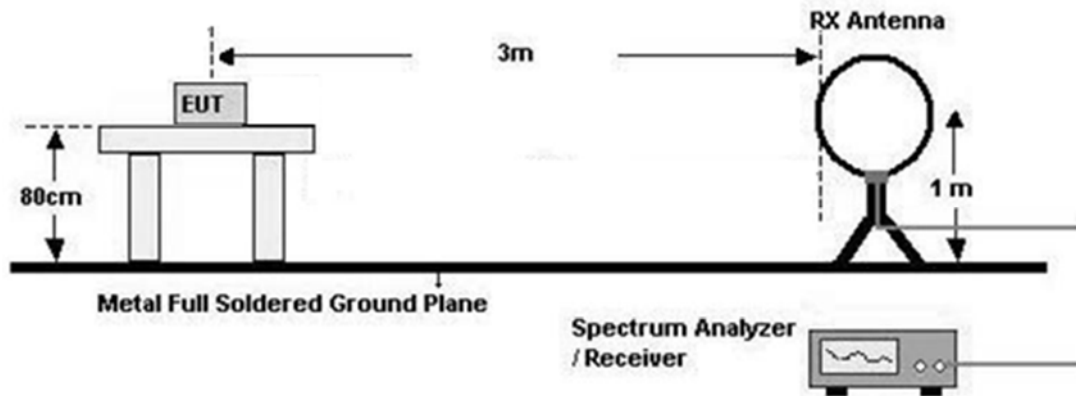 RX Antenna
3m
EUT
80cm
1 m
Metal Full Soldered Ground Plane
Spectrum Analyzer
/ Receiver